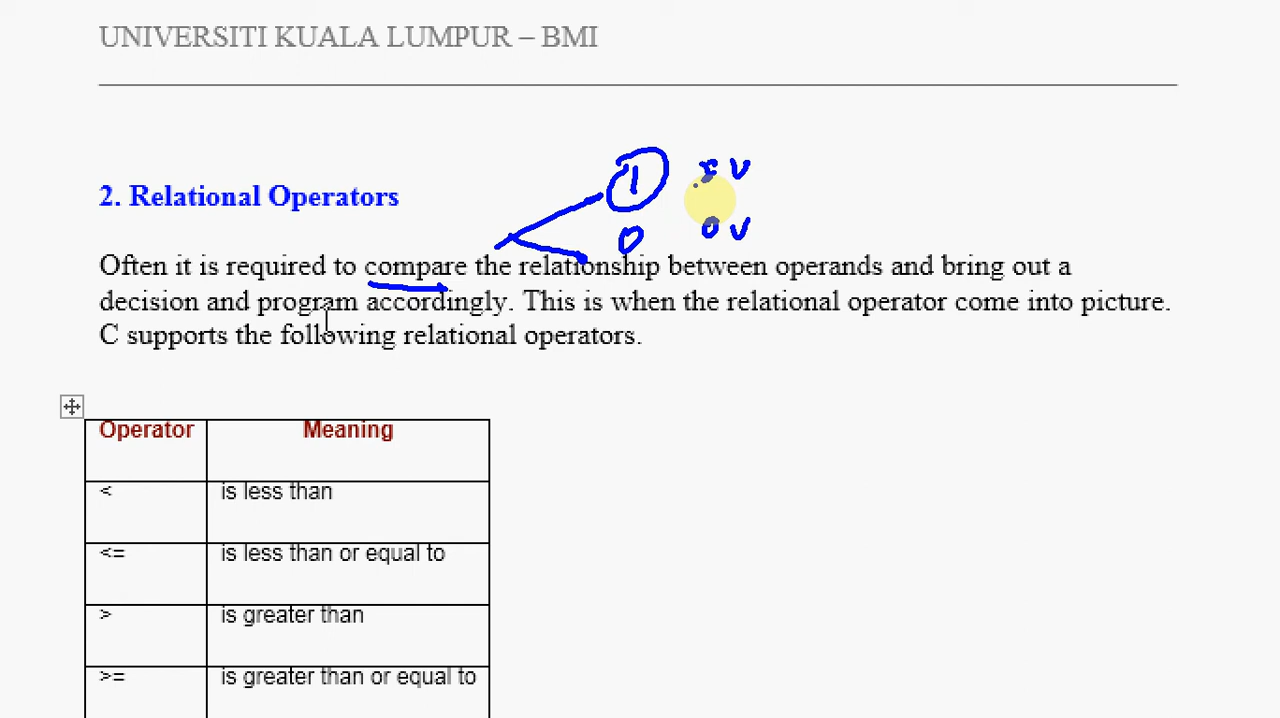 UNIVERSITI KUALA LUMPUR – BMI
1
V
0 0 V
2. Relational Operators
Often it is required to compare the relationship between operands and bring out a
decision and program accordingly. This is when the relational operator come into picture.
C supports the following relational operators.
Operator Meaning
< is less than
<= is less than or equal to
> is greater than
>= is greater than or equal to